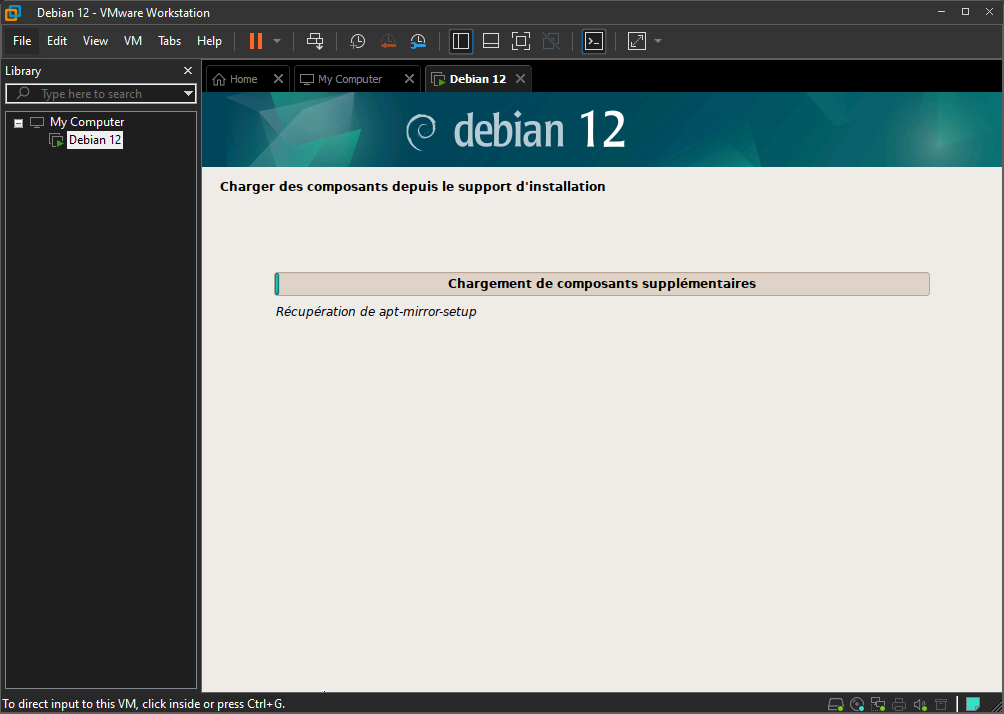 Debian 12 - VMware Workstation
File Edit View VM Tabs Help
Library
Home
My Computer
Debian 12
Type here to search
My Computer
Debian 12
debian 12
Charger des composants depuis le support d'installation
Chargement de composants supplémentaires
Récupération de apt-mirror-setup
To direct input to this VM, click inside or press Ctrl+G.